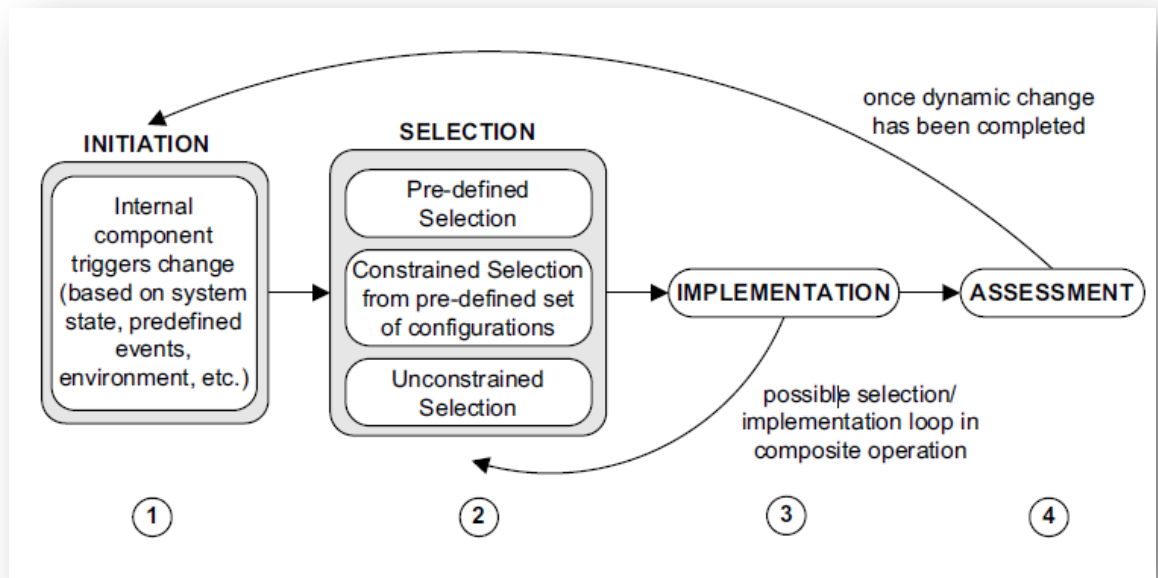 once dynamic change
has been completed
INITIATION
SELECTION
Internal
component
triggers change
(based on system
state, predefined
events,
environment, etc.)
Pre-defined
Selection
Constrained Selection
from pre-defined set
of configurations
Unconstrained
Selection
IMPLEMENTATION
ASSESSMENT
possible selection/
implementation loop in
composite operation
1
2
3
4